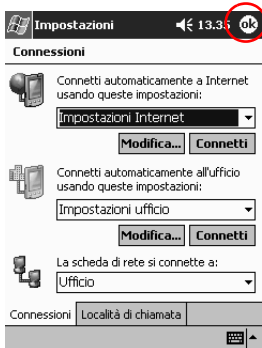 Impostazioni 13.35 ok
Connessioni
Connetti automaticamente a Internet
usando queste impostazioni:
Impostazioni Internet
Modifica... Connetti
Connetti automaticamente all'ufficio
usando queste impostazioni:
Impostazioni ufficio
Modifica... Connetti
La scheda di rete si connette a:
Ufficio
Connessioni Località di chiamata